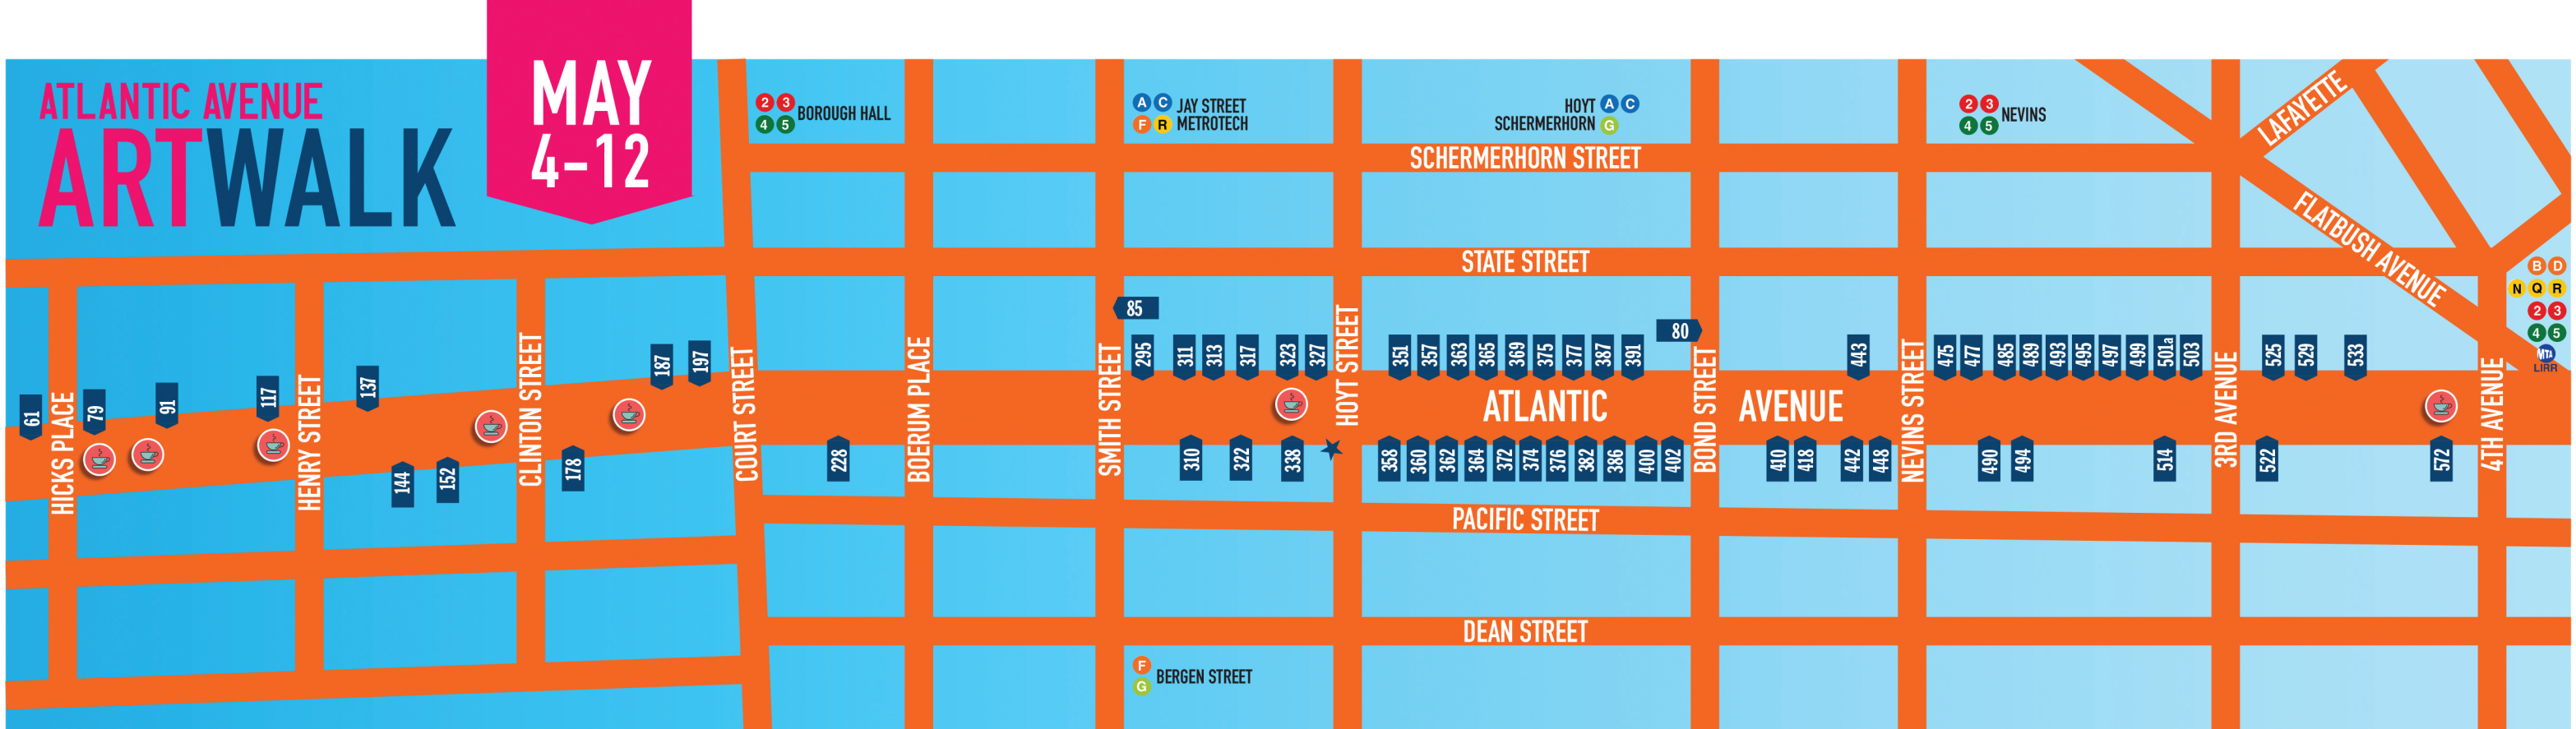 ATLANTIC AVENUE
ARTWALK
MAY
4-12
2 3
4 5
BOROUGH HALL
A C
F R
JAY STREET
METROTECH
HOYT
SCHERMERHORN
A C
G
2 3
4 5
NEVINS
LAFAYETTE
SCHERMERHORN STREET
FLATBUSH AVENUE
STATE STREET
B D
N Q R
2 3
4 5
MTA
LIRR
85
80
61
79
91
117
137
187
197
295
311
313
317
323
327
351
357
363
365
369
375
377
387
391
443
475
477
485
489
493
495
497
499
501a
503
525
529
533
HICKS PLACE
HENRY STREET
CLINTON STREET
COURT STREET
BOERUM PLACE
SMITH STREET
HOYT STREET
ATLANTIC AVENUE
BOND STREET
NEVINS STREET
3RD AVENUE
4TH AVENUE
144
152
178
228
310
322
338
358
360
362
364
372
374
376
382
386
400
402
410
418
442
448
490
494
514
522
572
PACIFIC STREET
DEAN STREET
F
G
BERGEN STREET